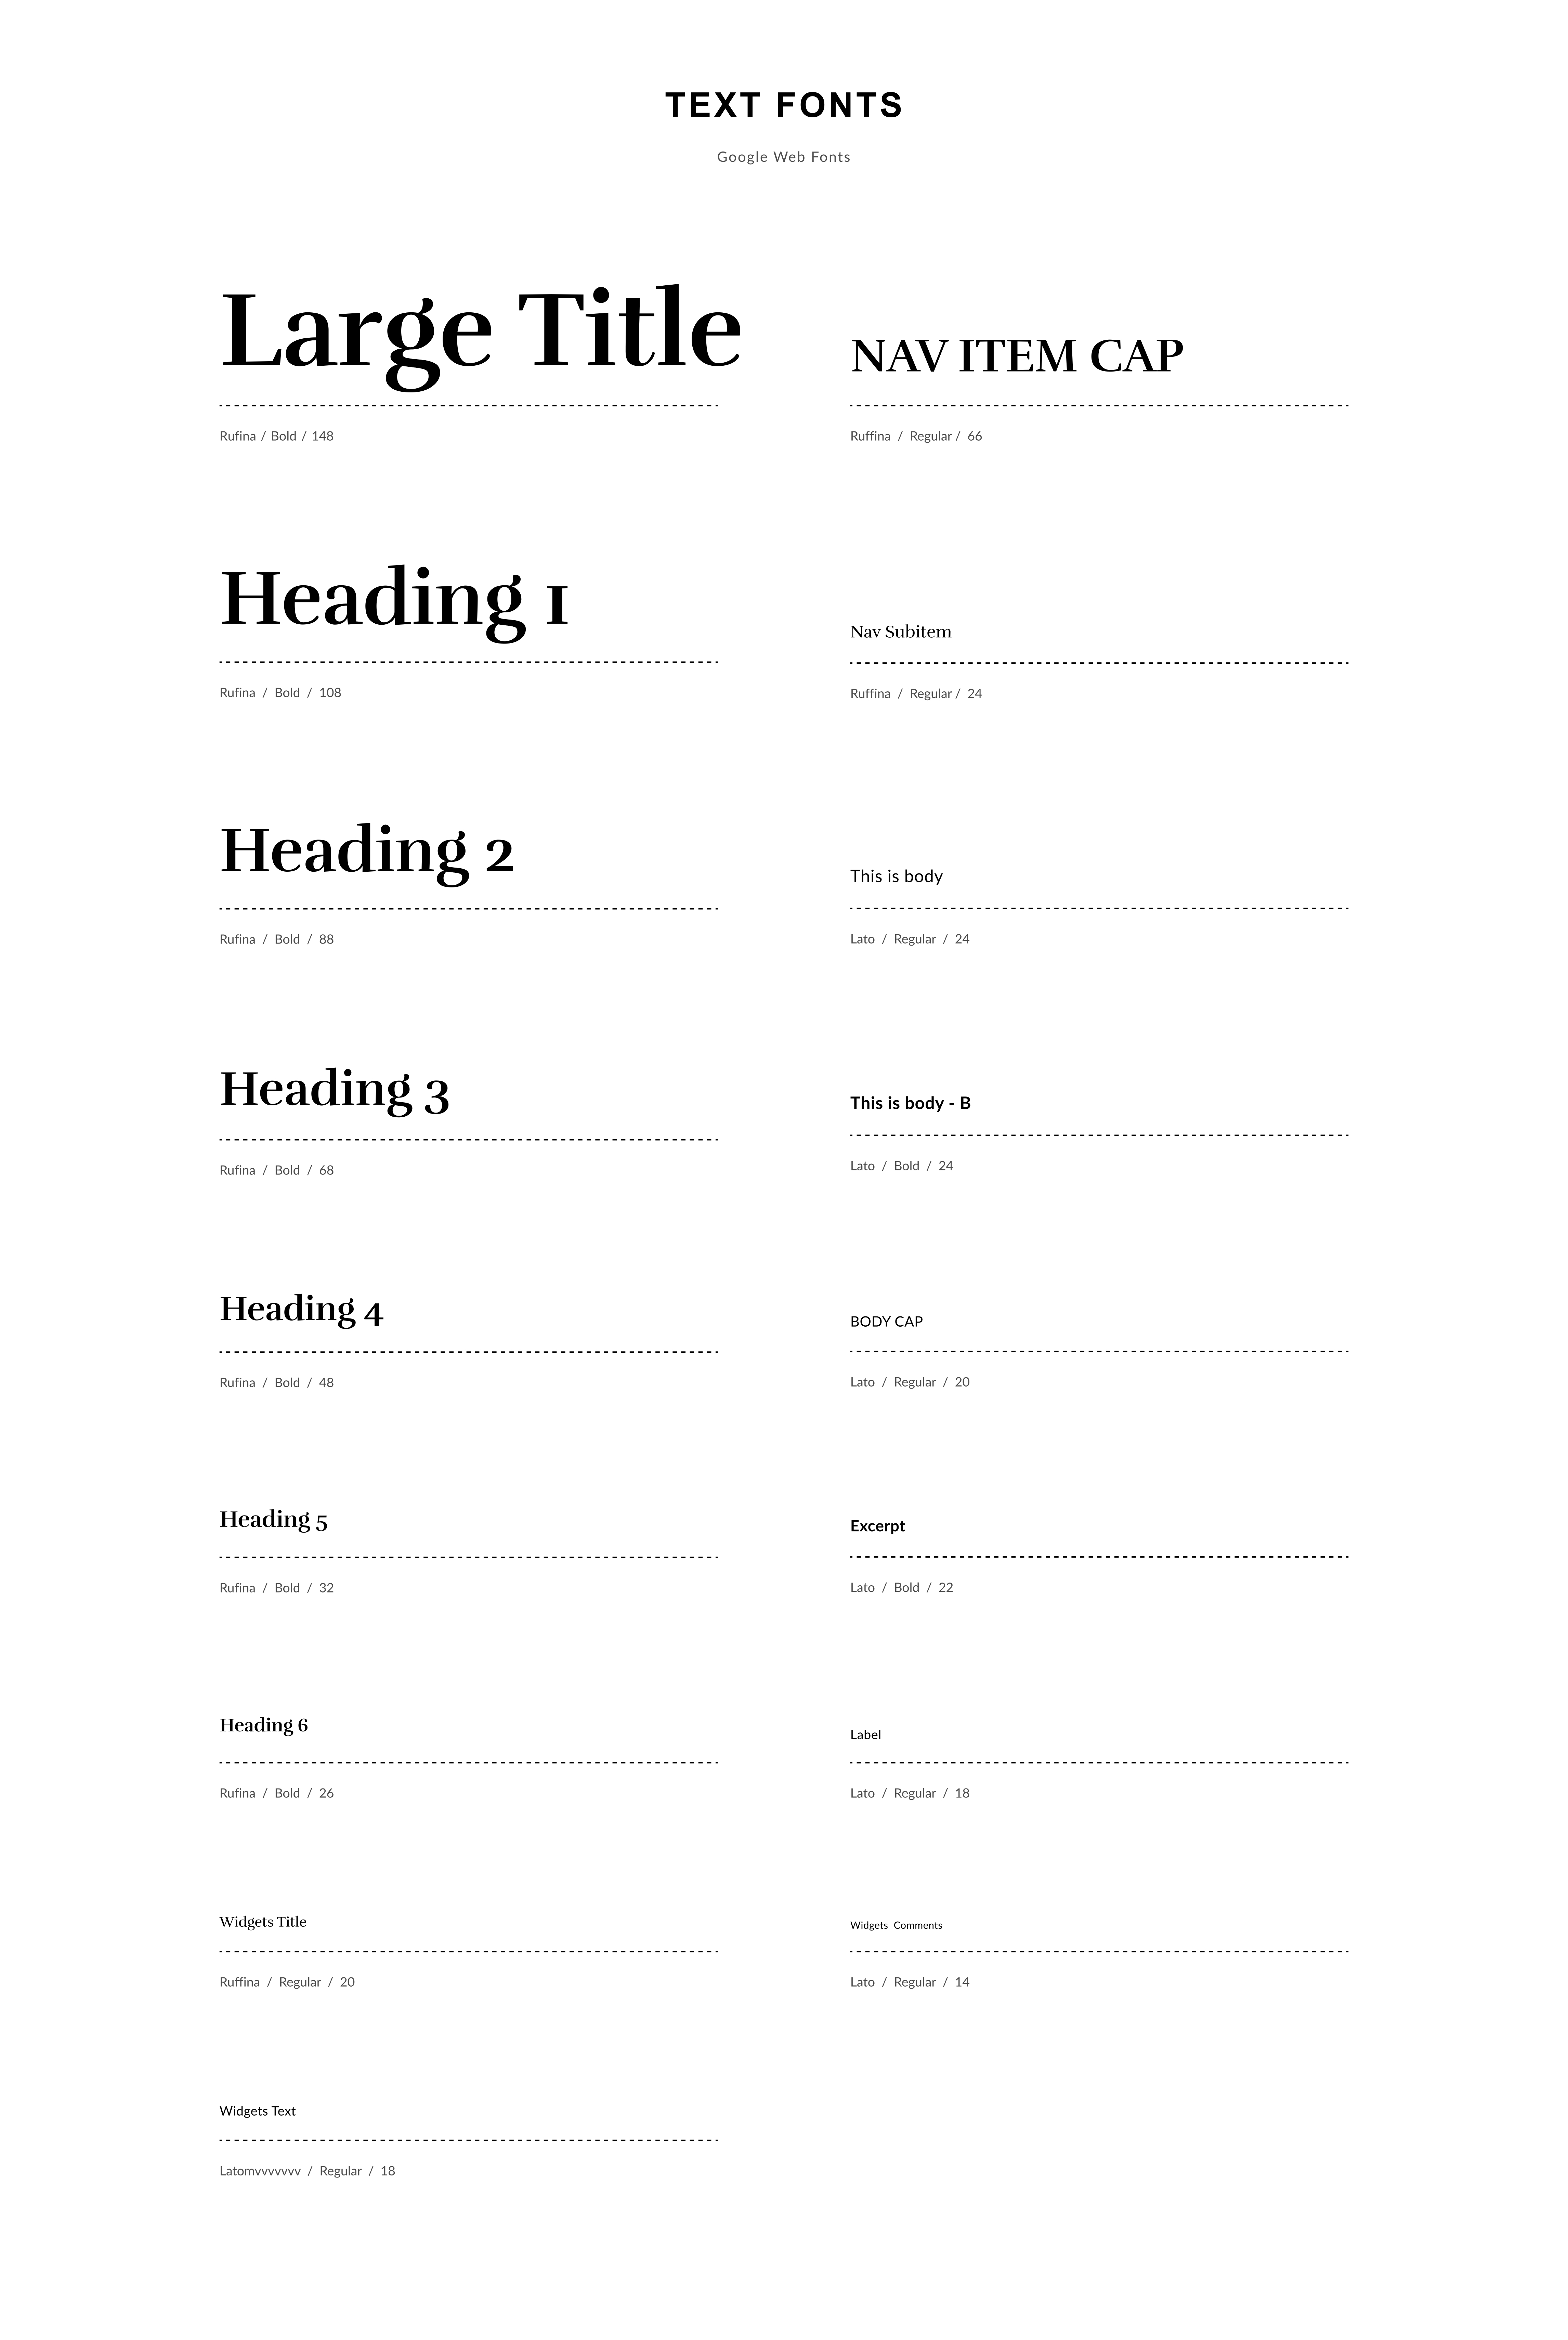 TEXT FONTS
Google Web Fonts
Large Title
Rufina / Bold / 148
NAV ITEM CAP
Ruffina / Regular / 66
Heading 1
Rufina / Bold / 108
Nav Subitem
Ruffina / Regular / 24
Heading 2
Rufina / Bold / 88
This is body
Lato / Regular / 24
Heading 3
Rufina / Bold / 68
This is body - B
Lato / Bold / 24
Heading 4
Rufina / Bold / 48
BODY CAP
Lato / Regular / 20
Heading 5
Rufina / Bold / 32
Excerpt
Lato / Bold / 22
Heading 6
Rufina / Bold / 26
Label
Lato / Regular / 18
Widgets Title
Ruffina / Regular / 20
Widgets Comments
Lato / Regular / 14
Widgets Text
Latomvvvvvvv / Regular / 18